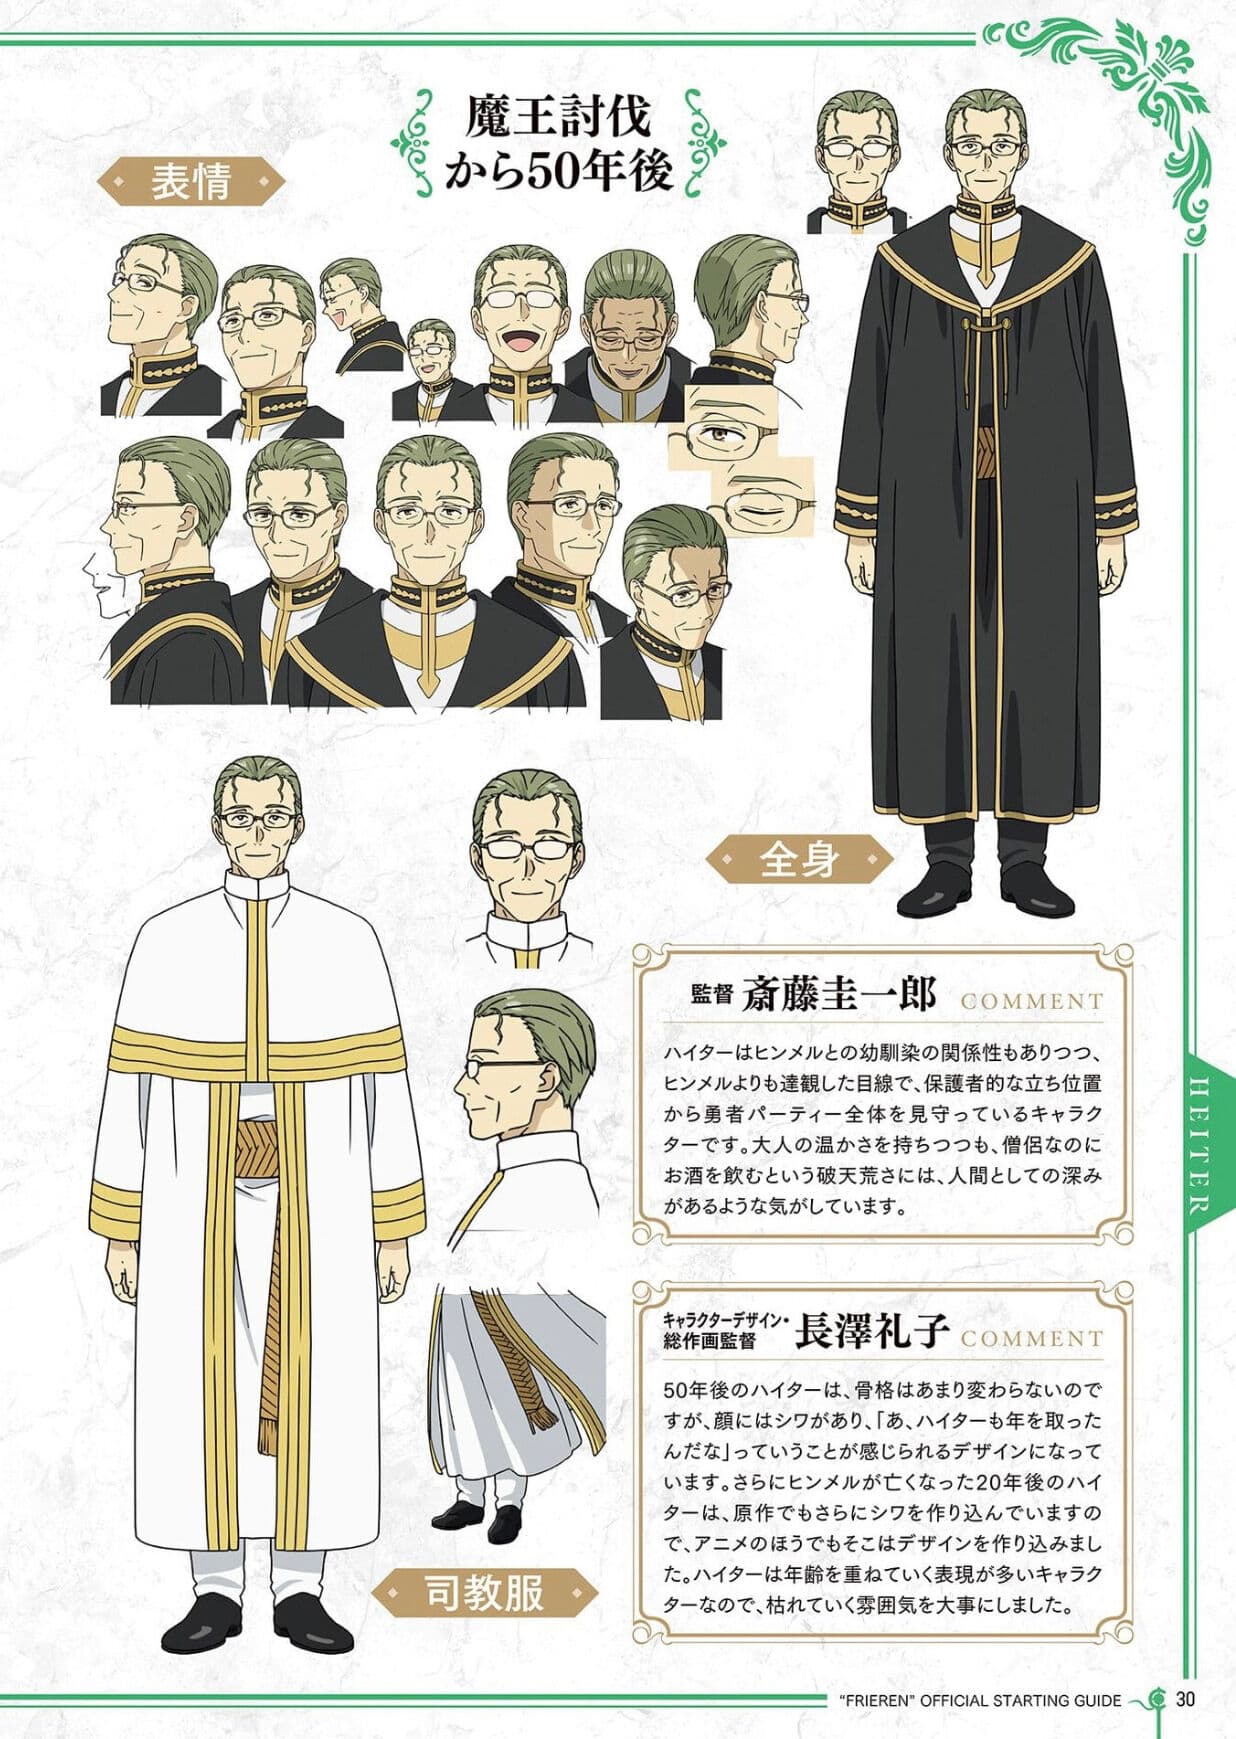 魔王討伐
から50年後
表情
全身
司教服
監督 斎藤圭一郎 COMMENT
ハイターはヒンメルとの幼馴染の関係性もありつつ、
ヒンメルよりも達観した目線で、保護者的な立ち位置
から勇者パーティー全体を見守っているキャラク
ターです。大人の温かさを持ちつつも、僧侶なのに
お酒を飲むという破天荒さには、人間としての深み
があるような気がしています。
キャラクターデザイン・
総作画監督 長澤礼子 COMMENT
50年後のハイターは、骨格はあまり変わらないので
すが、顔にはシワがあり、「あ、ハイターも年を取った
んだな」っていうことが感じられるデザインになって
います。さらにヒンメルが亡くなった20年後のハイ
ターは、原作でもさらにシワを作り込んでいますの
で、アニメのほうでもそこはデザインを作り込みまし
た。ハイターは年齢を重ねていく表現が多いキャラク
ターなので、枯れていく雰囲気を大事にしました。
HEITER
"FRIEREN" OFFICIAL STARTING GUIDE 30